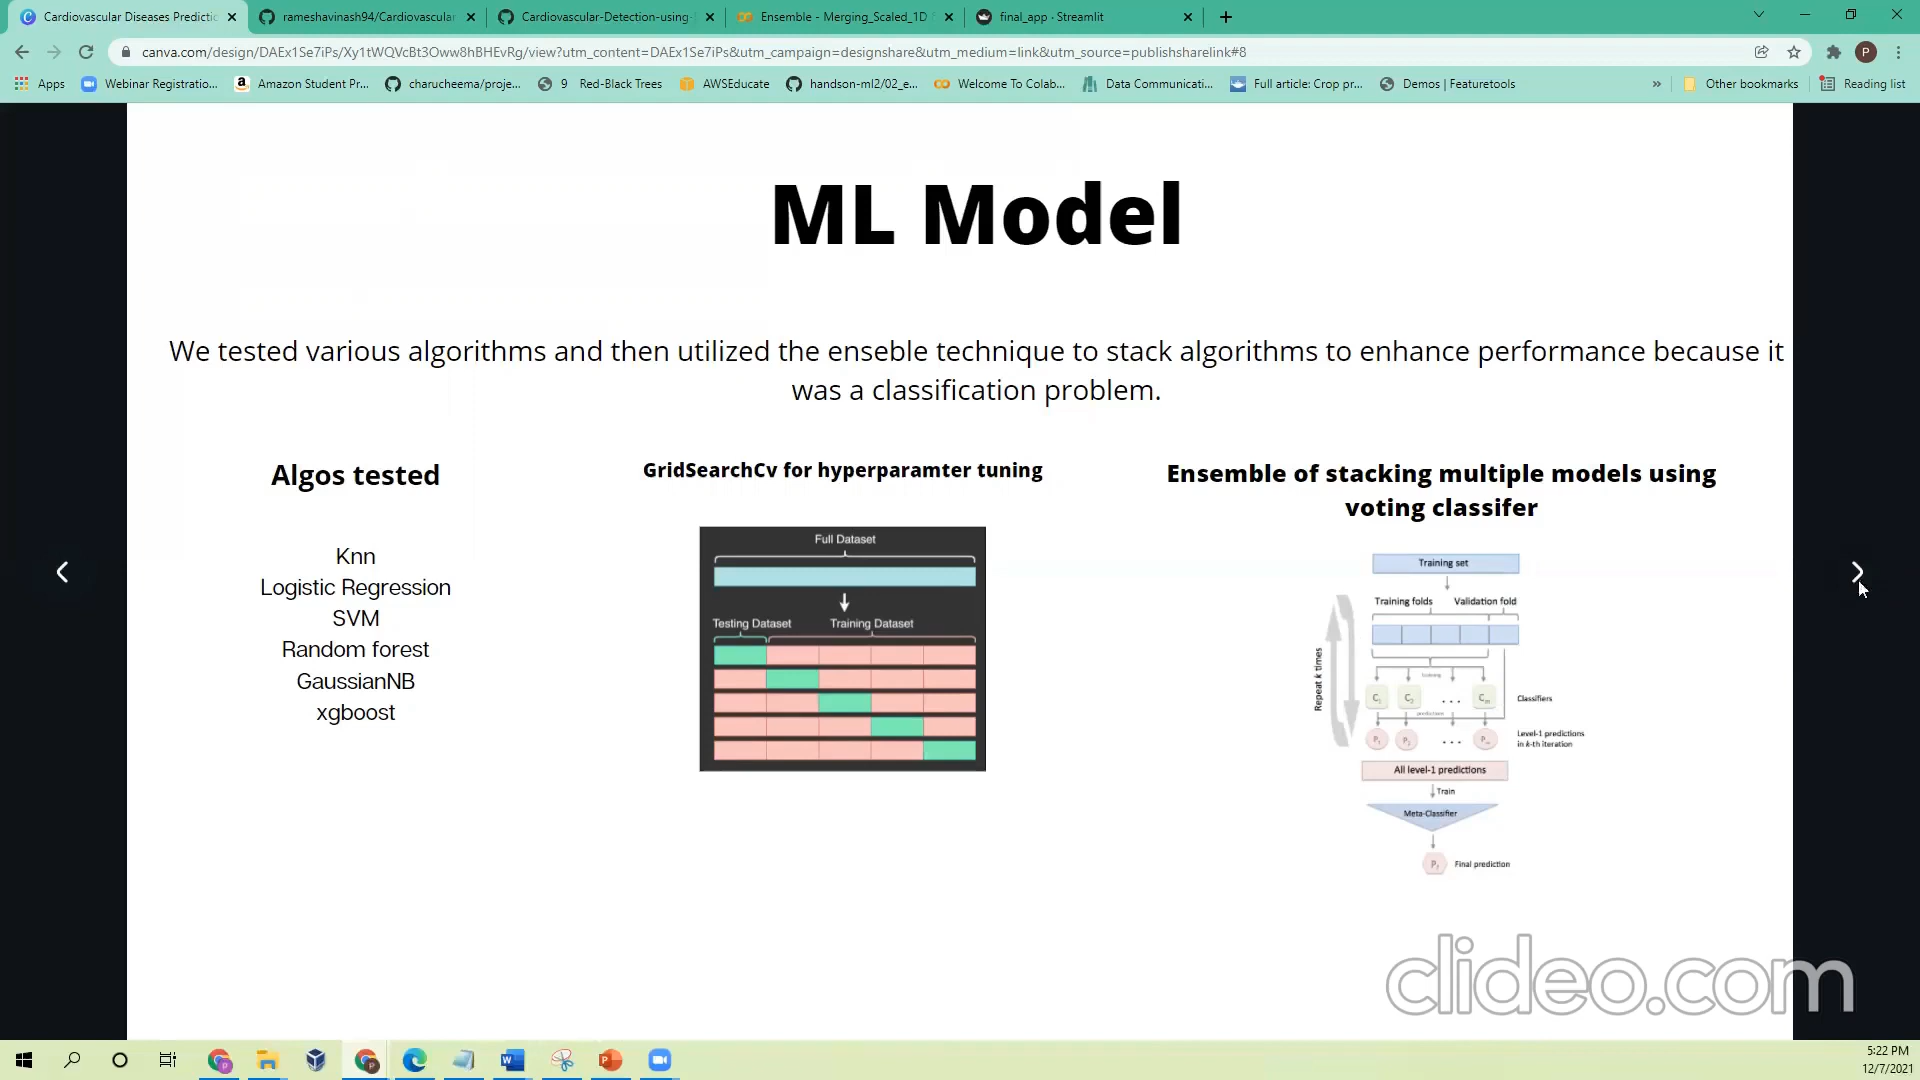 Cardiovascular Diseases Predictic
rameshavinash94/Cardiovascular
Cardiovascular-Detection-using-
Ensemble - Merging_Scaled_1D
final_app · Streamlit
canva.com/design/DAEx1Se7iPs/Xy1tWQVcBt3Oww8hBHEvRg/view?utm_content=DAEx1Se7iPs&utm_campaign=designshare&utm_medium=link&utm_source=publishsharelink#8
P
Apps
Webinar Registratio...
Amazon Student Pr...
charucheema/proje...
9 Red-Black Trees
AWSEducate
handson-ml2/02_e...
Welcome To Colab...
Data Communicati...
Full article: Crop pr...
Demos | Featuretools
»
Other bookmarks
Reading list
ML Model
We tested various algorithms and then utilized the enseble technique to stack algorithms to enhance performance because it
was a classification problem.
Algos tested
Knn
Logistic Regression
SVM
Random forest
GaussianNB
xgboost
GridSearchCv for hyperparamter tuning
Full Dataset
Testing Dataset Training Dataset
Ensemble of stacking multiple models using
voting classifer
Training set
Training folds Validation fold
Repeat k times
C1 C2 ... Cm Classifiers
predictions
P1 P2 ... Level-1 predictions
in k-th iteration
All level-1 predictions
Train
Meta-Classifier
Final prediction
clideo.com
5:22 PM
12/7/2021